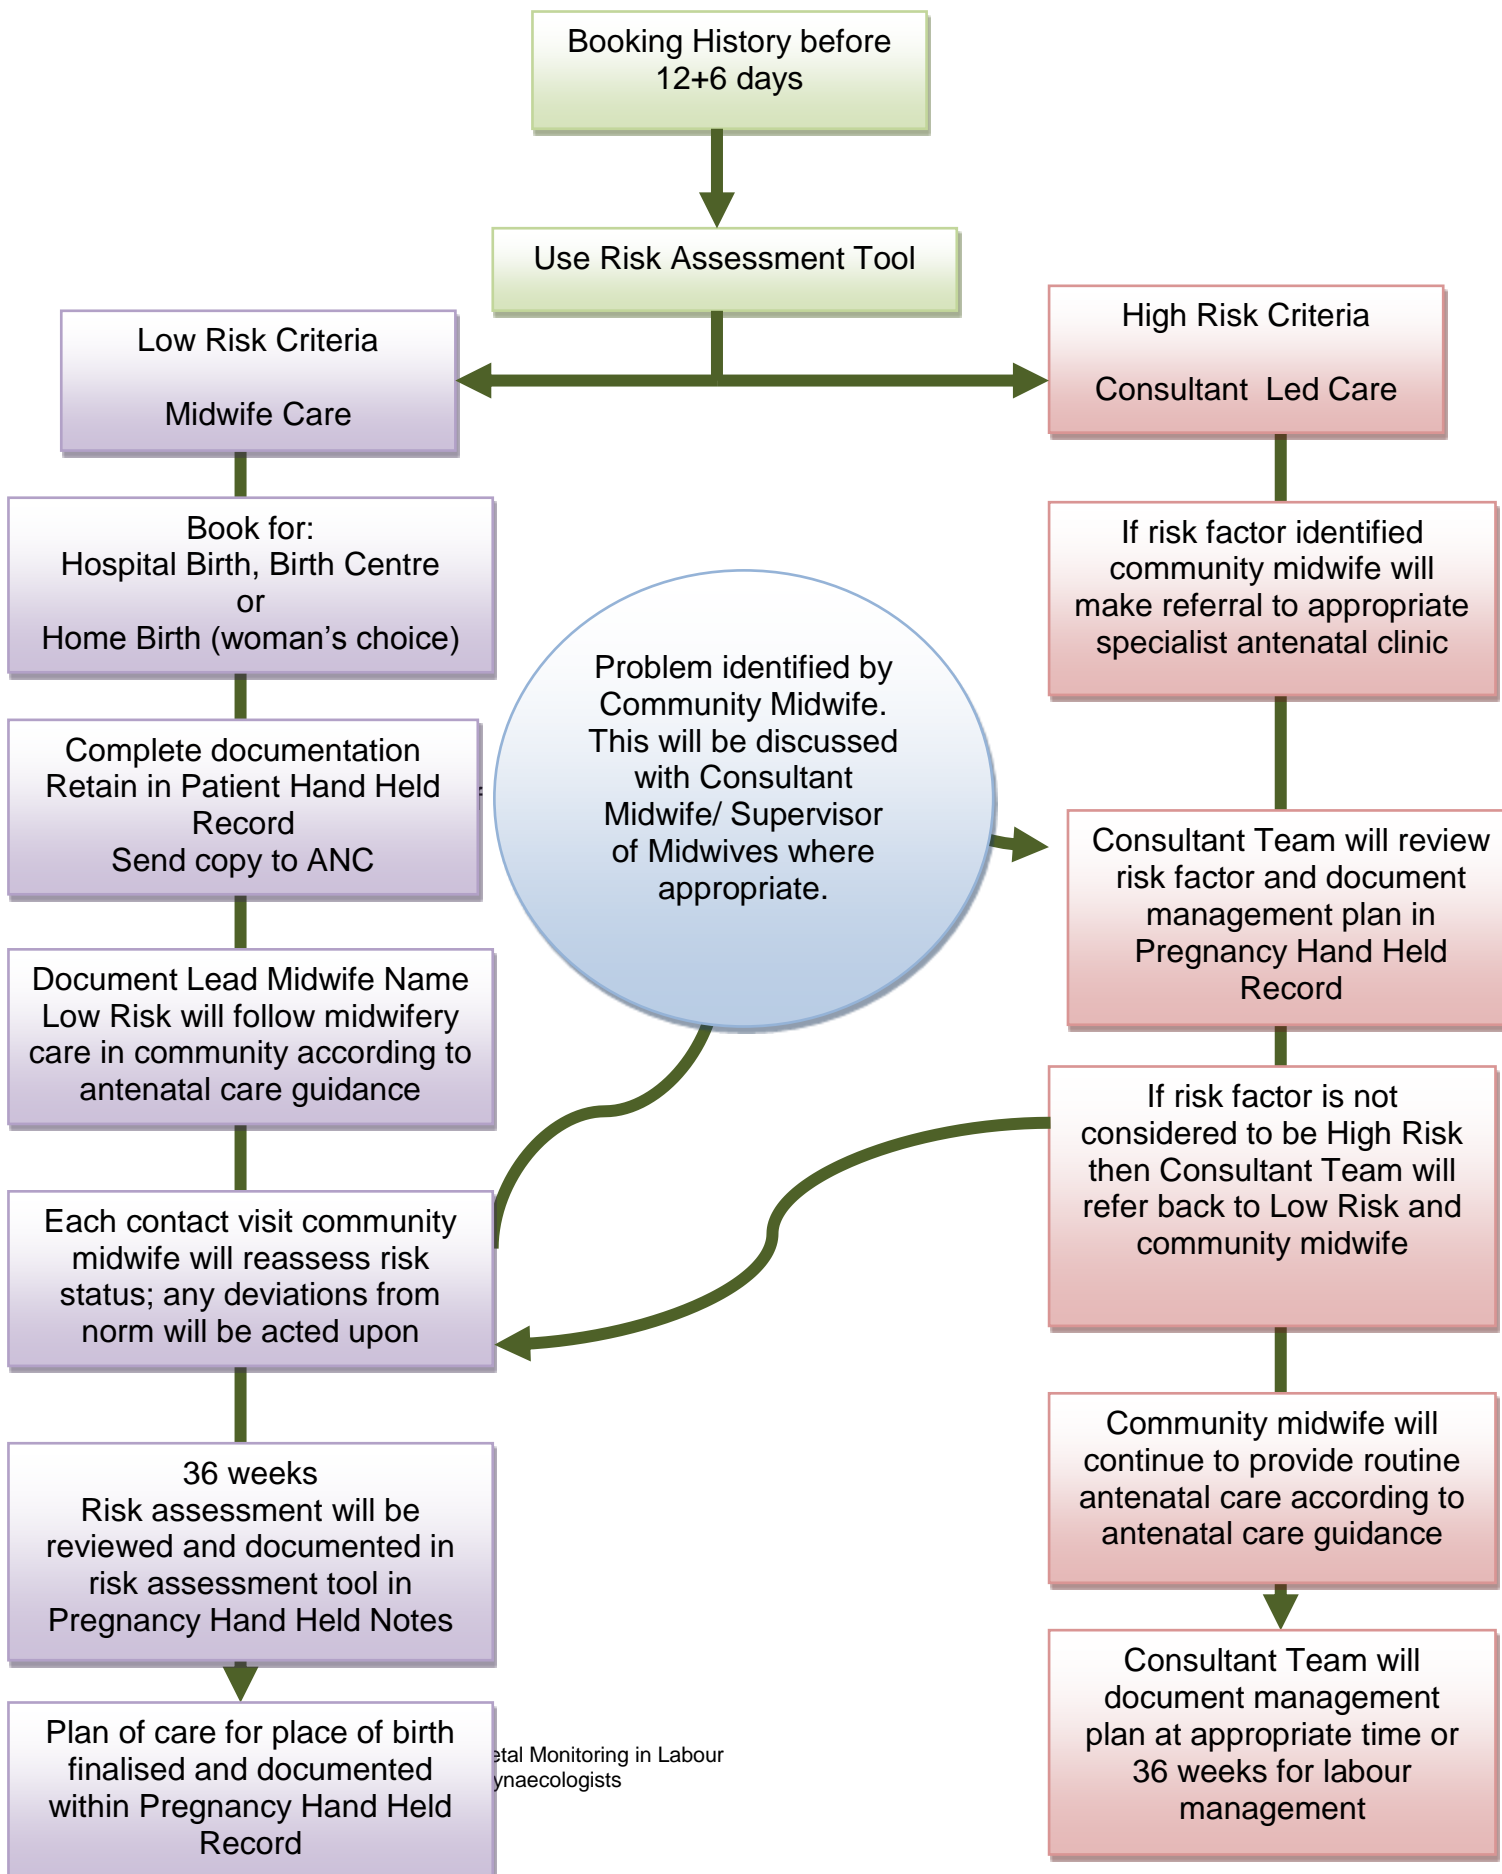 Booking History before
12+6 days
Use Risk Assessment Tool
Low Risk Criteria
Midwife Care
High Risk Criteria
Consultant Led Care
Book for:
Hospital Birth, Birth Centre
or
Home Birth (woman's choice)
If risk factor identified
community midwife will
make referral to appropriate
specialist antenatal clinic
Problem identified by
Community Midwife.
This will be discussed
with Consultant
Midwife/ Supervisor
of Midwives where
appropriate.
Complete documentation
Retain in Patient Hand Held
Record
Send copy to ANC
Consultant Team will review
risk factor and document
management plan in
Pregnancy Hand Held
Record
Document Lead Midwife Name
Low Risk will follow midwifery
care in community according to
antenatal care guidance
If risk factor is not
considered to be High Risk
then Consultant Team will
refer back to Low Risk and
community midwife
Each contact visit community
midwife will reassess risk
status; any deviations from
norm will be acted upon
Community midwife will
continue to provide routine
antenatal care according to
antenatal care guidance
36 weeks
Risk assessment will be
reviewed and documented in
risk assessment tool in
Pregnancy Hand Held Notes
Consultant Team will
document management
plan at appropriate time or
36 weeks for labour
management
Plan of care for place of birth
finalised and documented
within Pregnancy Hand Held
Record
etal Monitoring in Labour
ynaecologists